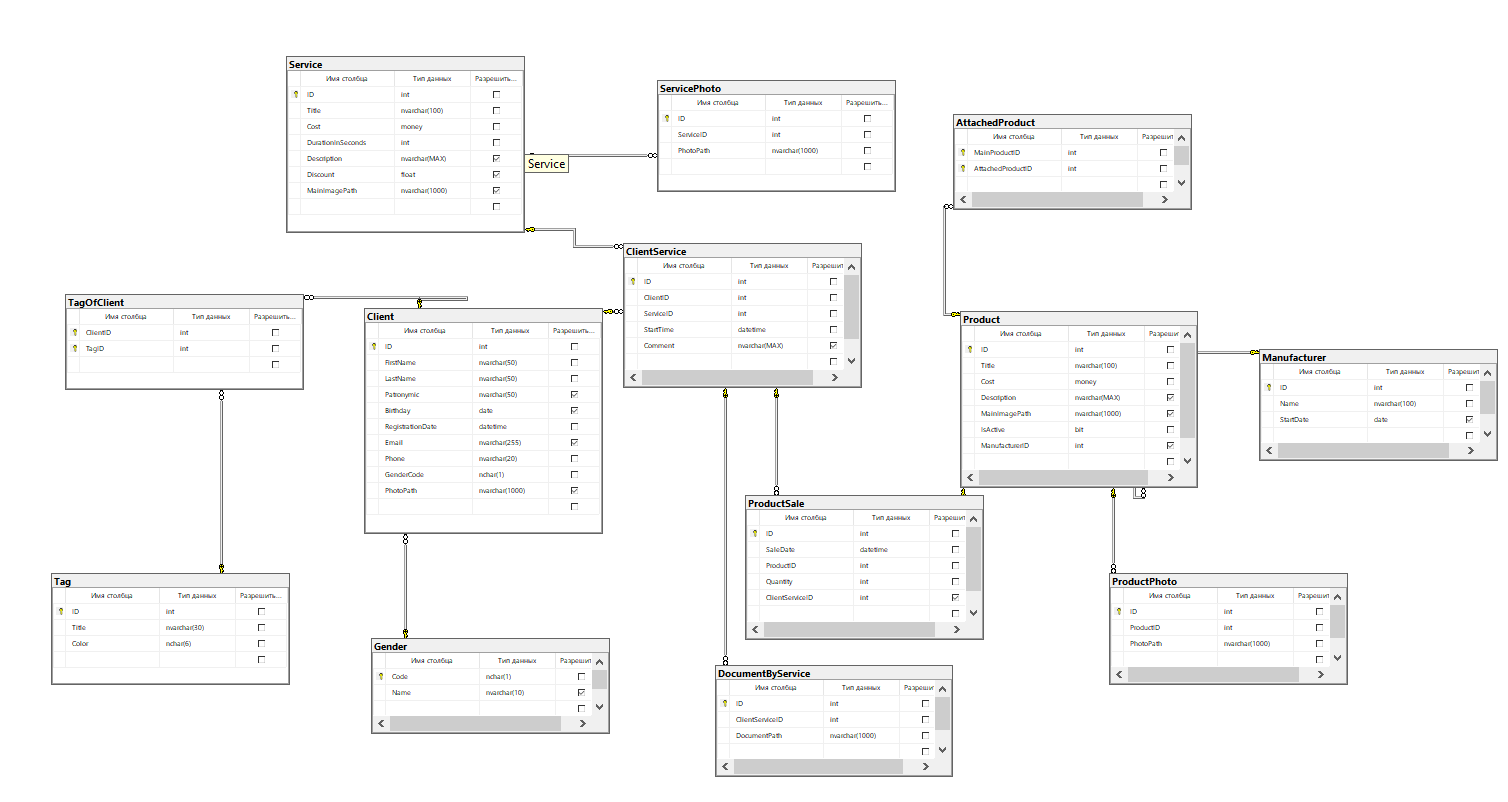 Service
Имя столбца Тип данных Разрешить...
ID int
Title nvarchar(100)
Cost money
DurationInSeconds int
Description nvarchar(MAX)
Discount float
MainImagePath nvarchar(1000)
Service
ServicePhoto
Имя столбца Тип данных Разрешить...
ID int
ServiceID int
PhotoPath nvarchar(1000)
AttachedProduct
Имя столбца Тип данных Разрешит
MainProductID int
AttachedProductID int
ClientService
Имя столбца Тип данных Разрешит
ID int
ClientID int
ServiceID int
StartTime datetime
Comment nvarchar(MAX)
TagOfClient
Имя столбца Тип данных Разрешить...
ClientID int
TagID int
Client
Имя столбца Тип данных Разрешить...
ID int
FirstName nvarchar(50)
LastName nvarchar(50)
Patronymic nvarchar(50)
Birthday date
RegistrationDate datetime
Email nvarchar(255)
Phone nvarchar(20)
GenderCode nchar(1)
PhotoPath nvarchar(1000)
Product
Имя столбца Тип данных Разрешит
ID int
Title nvarchar(100)
Cost money
Description nvarchar(MAX)
MainImagePath nvarchar(1000)
IsActive bit
ManufacturerID int
Manufacturer
Имя столбца Тип данных Разрешит
ID int
Name nvarchar(100)
StartDate date
ProductSale
Имя столбца Тип данных Разрешит
ID int
SaleDate datetime
ProductID int
Quantity int
ClientServiceID int
Tag
Имя столбца Тип данных Разрешить...
ID int
Title nvarchar(30)
Color nchar(6)
ProductPhoto
Имя столбца Тип данных Разрешит
ID int
ProductID int
PhotoPath nvarchar(1000)
Gender
Имя столбца Тип данных Разрешит
Code nchar(1)
Name nvarchar(10)
DocumentByService
Имя столбца Тип данных Разрешит
ID int
ClientServiceID int
DocumentPath nvarchar(1000)